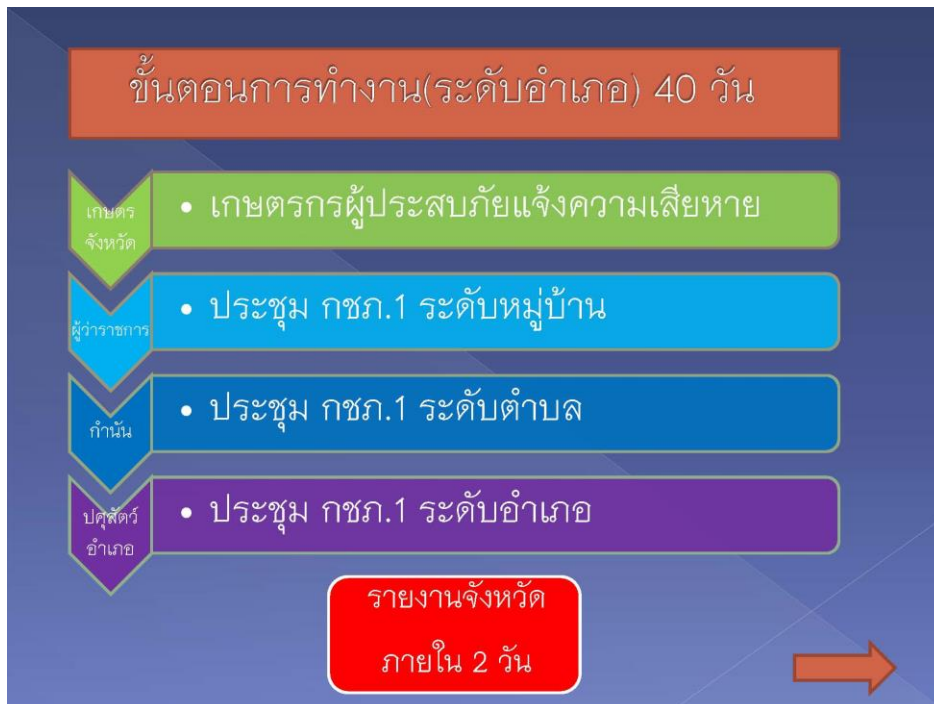 ขั้นตอนการทำงาน(ระดับอำเภอ) 40 วัน
เกษตร
จังหวัด
• เกษตรกรผู้ประสบภัยแจ้งความเสียหาย
ผู้ว่าราชการ
• ประชุม กชภ.1 ระดับหมู่บ้าน
กำนัน
• ประชุม กชภ.1 ระดับตำบล
ปศุสัตว์
อำเภอ
• ประชุม กชภ.1 ระดับอำเภอ
รายงานจังหวัด
ภายใน 2 วัน